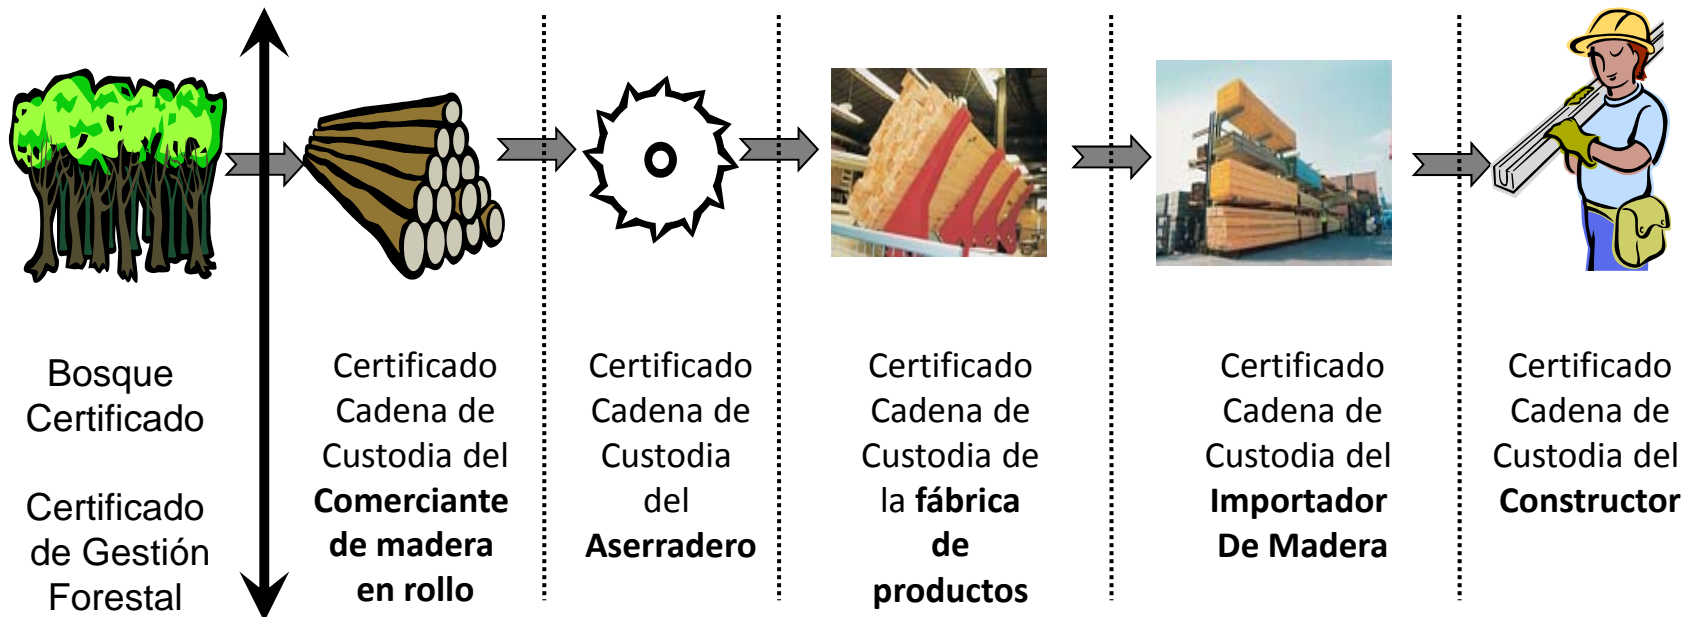 Bosque
Certificado
Certificado
de Gestión
Forestal
Certificado
Cadena de
Custodia del
Comerciante
de madera
en rollo
Certificado
Cadena de
Custodia
del
Aserradero
Certificado
Cadena de
Custodia de
la fábrica
de
productos
Certificado
Cadena de
Custodia del
Importador
De Madera
Certificado
Cadena de
Custodia del
Constructor